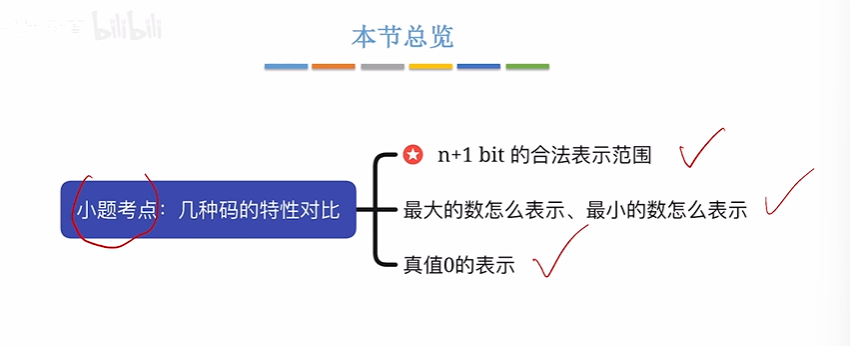 bilibili
本节总览
n+1 bit 的合法表示范围
小题考点：几种码的特性对比
最大的数怎么表示、最小的数怎么表示
真值0的表示